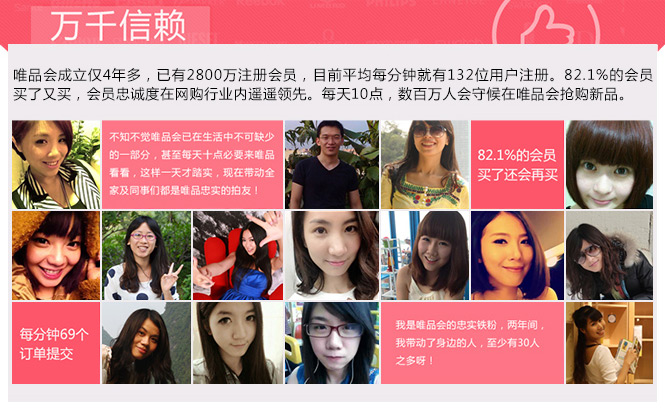 万千信赖
唯品会成立仅4年多，已有2800万注册会员，目前平均每分钟就有132位用户注册。82.1%的会员
买了又买，会员忠诚度在网购行业内遥遥领先。每天10点，数百万人会守候在唯品会抢购新品。
不知不觉唯品会已在生活中不可缺少
的一部分，甚至每天十点必要来唯品
看看，这样一天才踏实，现在带动全
家及同事们都是唯品忠实的拍友！
82.1%的会员
买了还会再买
每分钟69个
订单提交
我是唯品会的忠实铁粉，两年间，
我带动了身边的人，至少有30人
之多呀！